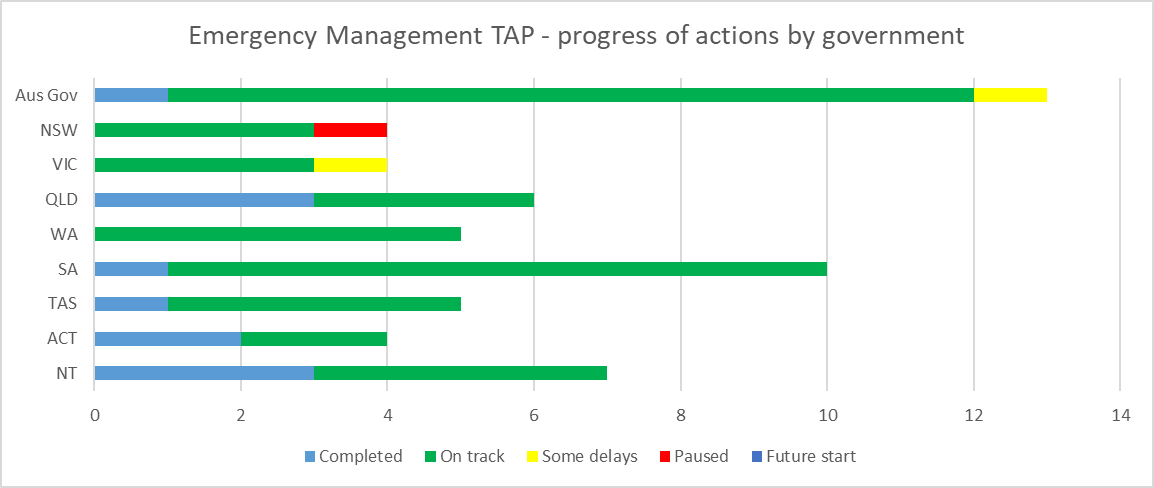 Emergency Management TAP - progress of actions by government
Aus Gov
NSW
VIC
QLD
WA
SA
TAS
ACT
NT
0 2 4 6 8 10 12 14
Completed On track Some delays Paused Future start